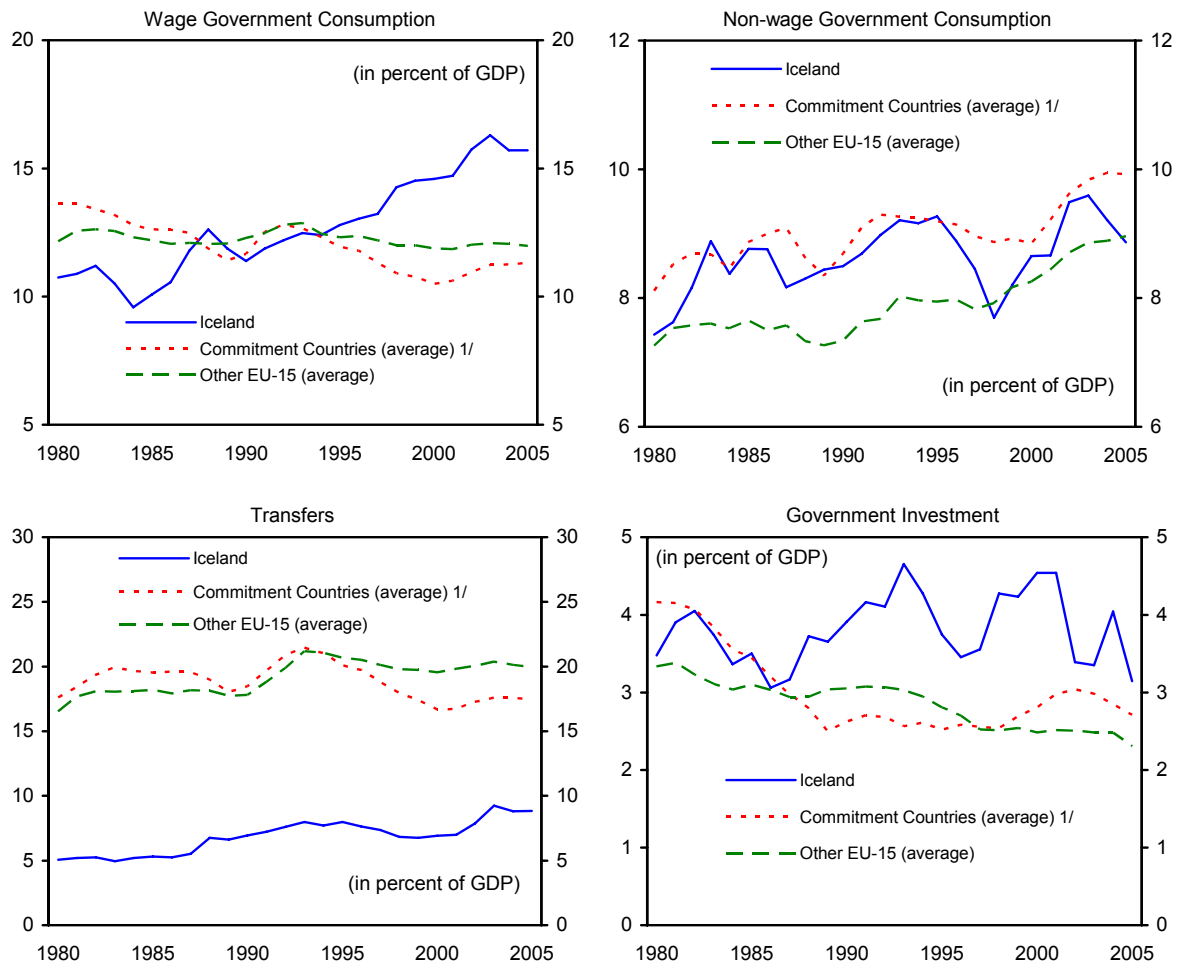 Wage Government Consumption
20
15
10
5
20
15
10
5
(in percent of GDP)
Iceland
Commitment Countries (average) 1/
Other EU-15 (average)
1980 1985 1990 1995 2000 2005
Non-wage Government Consumption
12
10
8
6
12
10
8
6
Iceland
Commitment Countries (average) 1/
Other EU-15 (average)
(in percent of GDP)
1980 1985 1990 1995 2000 2005
Transfers
30
25
20
15
10
5
0
30
25
20
15
10
5
0
Iceland
Commitment Countries (average) 1/
Other EU-15 (average)
(in percent of GDP)
1980 1985 1990 1995 2000 2005
Government Investment
5
4
3
2
1
0
5
4
3
2
1
0
(in percent of GDP)
Iceland
Commitment Countries (average) 1/
Other EU-15 (average)
1980 1985 1990 1995 2000 2005